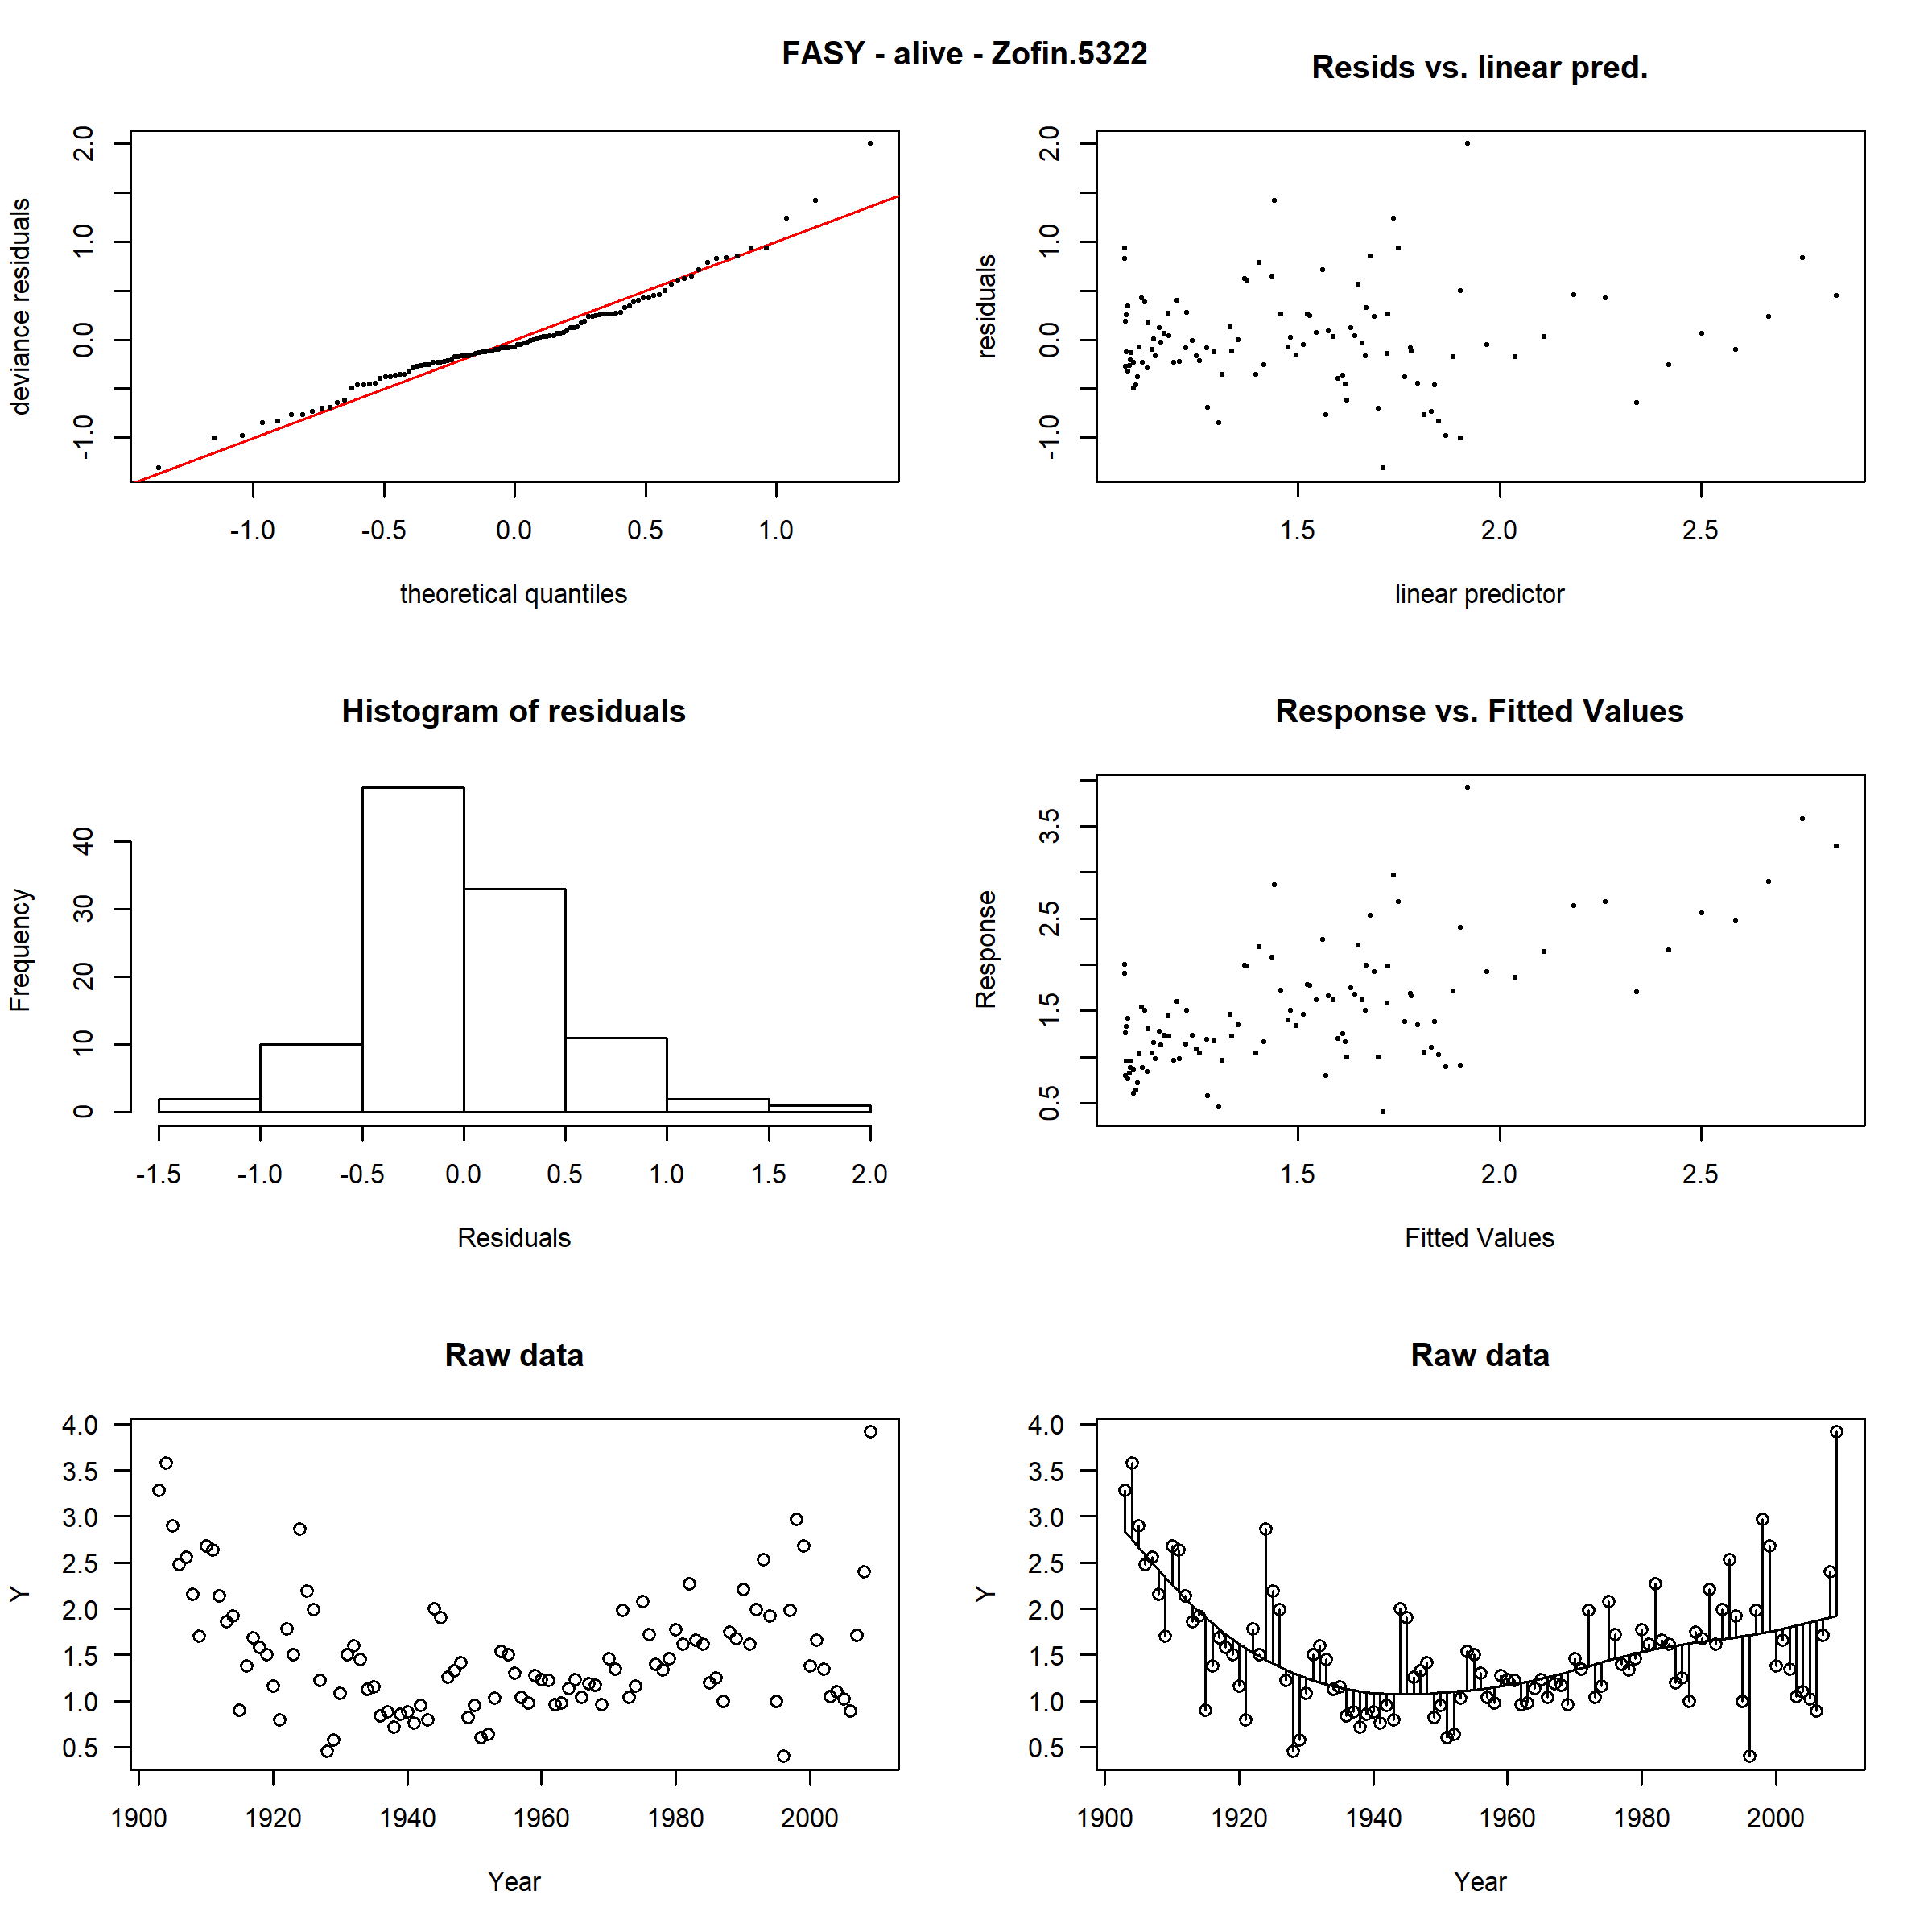 FASY - alive - Zofin.5322
Resids vs. linear pred.
deviance residuals
-1.0 0.0 1.0 2.0
-1.0 -0.5 0.0 0.5 1.0
theoretical quantiles
residuals
-1.0 0.0 1.0 2.0
1.5 2.0 2.5
linear predictor
Histogram of residuals
Frequency
0 10 20 30 40
-1.5 -1.0 -0.5 0.0 0.5 1.0 1.5 2.0
Residuals
Response vs. Fitted Values
Response
0.5 1.5 2.5 3.5
1.5 2.0 2.5
Fitted Values
Raw data
Y
4.0
3.5
3.0
2.5
2.0
1.5
1.0
0.5
1900 1920 1940 1960 1980 2000
Year
Raw data
Y
4.0
3.5
3.0
2.5
2.0
1.5
1.0
0.5
1900 1920 1940 1960 1980 2000
Year